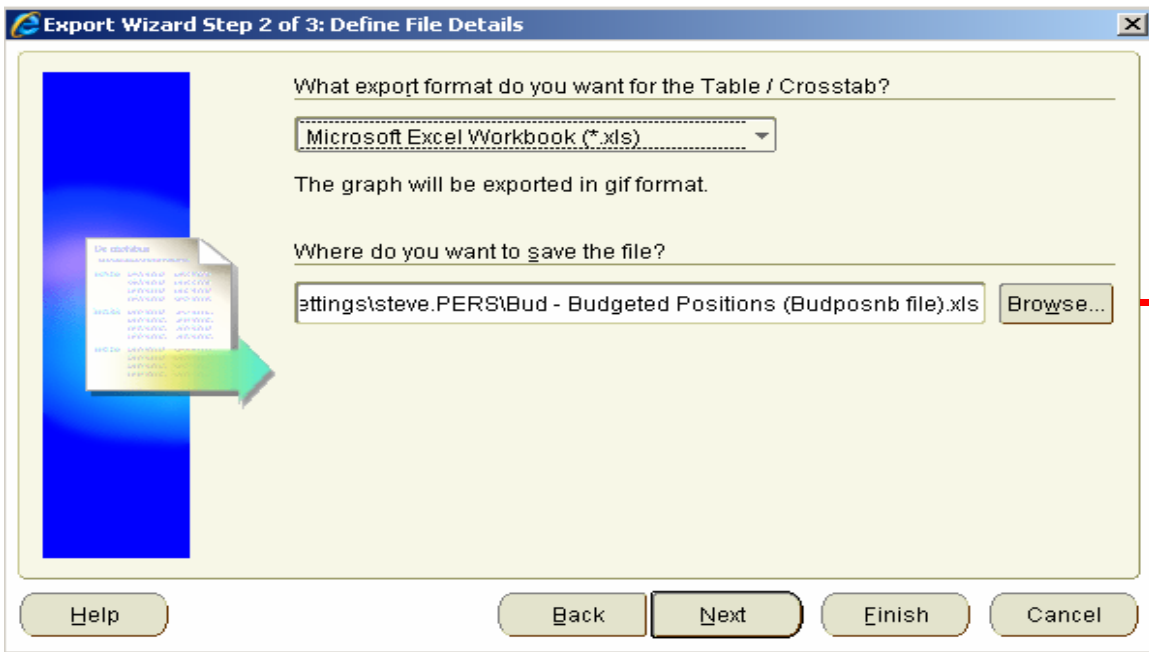 Export Wizard Step 2 of 3: Define File Details
What export format do you want for the Table / Crosstab?
Microsoft Excel Workbook (*.xls)
The graph will be exported in gif format.
Where do you want to save the file?
ettings\steve.PERS\Bud - Budgeted Positions (Budposnb file).xls
Browse...
Help
Back
Next
Finish
Cancel